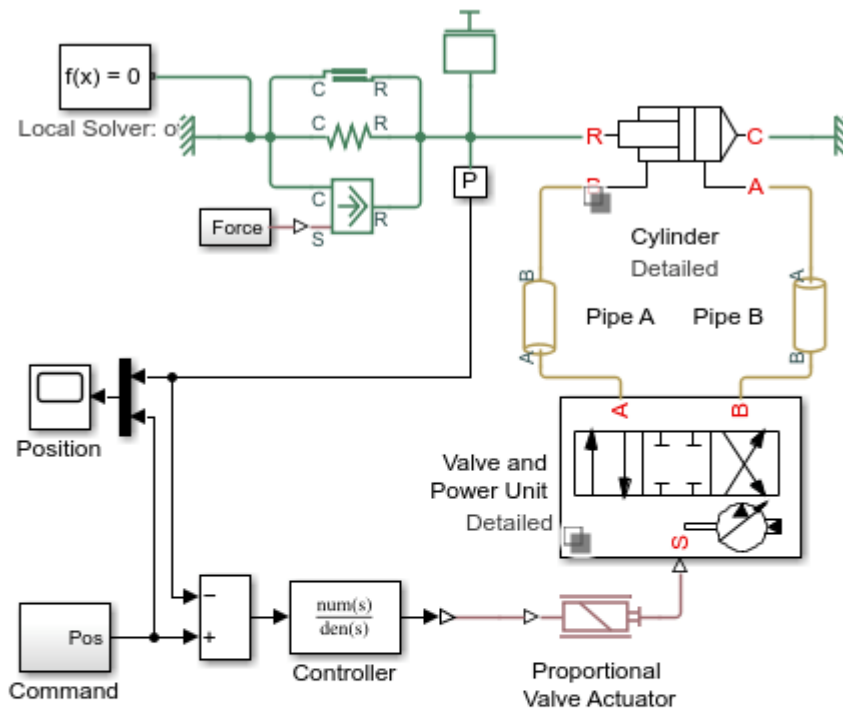 f(x) = 0
C
R
Local Solver: o
C
R
R
C
C
R
P
Force
S
A
Cylinder
Detailed
B
A
Pipe A
Pipe B
A
B
Position
A
B
Valve and
Power Unit
Detailed
S
−
num(s)
den(s)
Pos
+
Command
Controller
Proportional
Valve Actuator